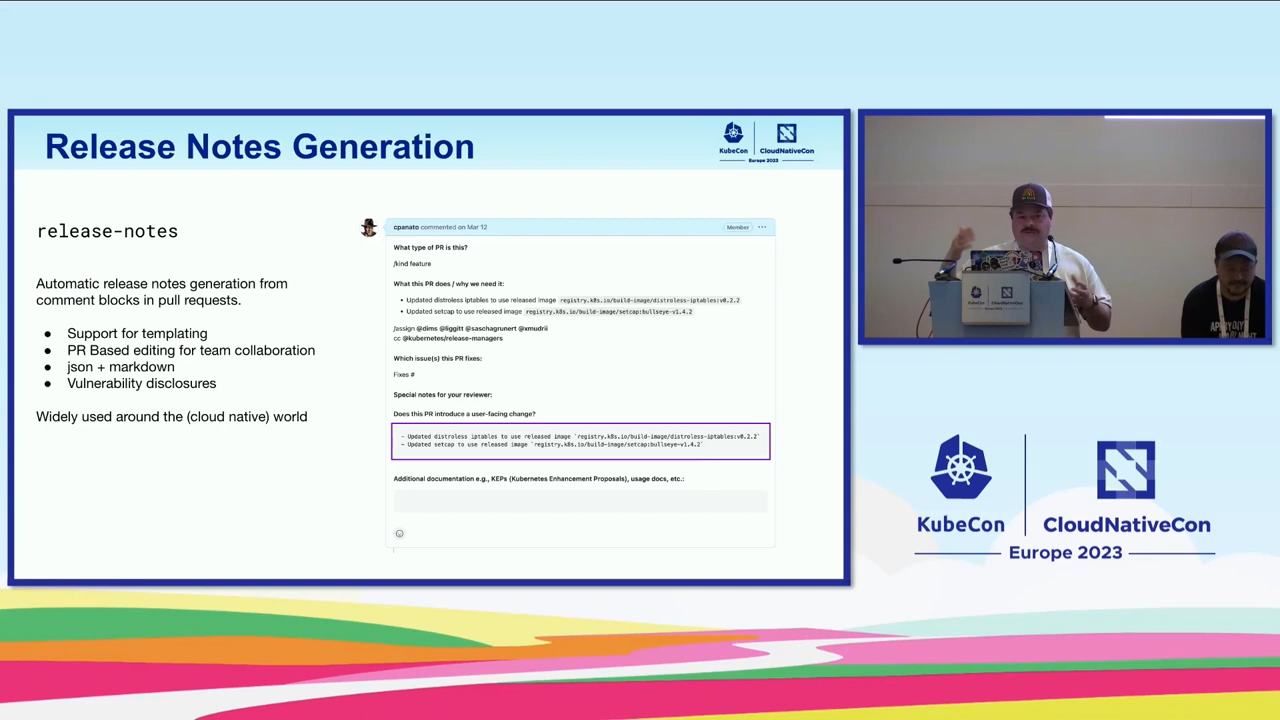 Release Notes Generation
KubeCon
CloudNativeCon
Europe 2023
release-notes
Automatic release notes generation from
comment blocks in pull requests.
● Support for templating
● PR Based editing for team collaboration
● json + markdown
● Vulnerability disclosures
Widely used around the (cloud native) world
cpanato commented on Mar 12
Member ...
What type of PR is this?
/kind feature
What this PR does / why we need it:
• Updated distroless iptables to use released image registry.k8s.io/build-image/distroless-iptables:v0.2.2
• Updated setcap to use released image registry.k8s.io/build-image/setcap:bullseye-v1.4.2
/assign @dims @liggitt @saschagrunert @xmudrii
cc @kubernetes/release-managers
Which issue(s) this PR fixes:
Fixes #
Special notes for your reviewer:
Does this PR introduce a user-facing change?
- Updated distroless iptables to use released image `registry.k8s.io/build-image/distroless-iptables:v0.2.2`
- Updated setcap to use released image `registry.k8s.io/build-image/setcap:bullseye-v1.4.2`
Additional documentation e.g., KEPs (Kubernetes Enhancement Proposals), usage docs, etc.:
KubeCon
CloudNativeCon
Europe 2023